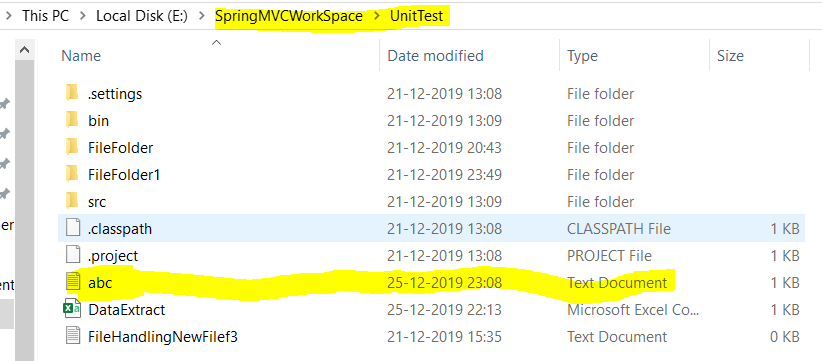 This PC > Local Disk (E:) > SpringMVCWorkSpace > UnitTest
Name Date modified Type Size
.settings 21-12-2019 13:08 File folder
bin 21-12-2019 13:09 File folder
FileFolder 21-12-2019 20:43 File folder
FileFolder1 21-12-2019 23:49 File folder
src 21-12-2019 13:09 File folder
.classpath 21-12-2019 13:08 CLASSPATH File 1 KB
.project 21-12-2019 13:08 PROJECT File 1 KB
abc 25-12-2019 23:08 Text Document 1 KB
DataExtract 25-12-2019 22:13 Microsoft Excel Co... 1 KB
FileHandlingNewFilef3 21-12-2019 15:35 Text Document 0 KB